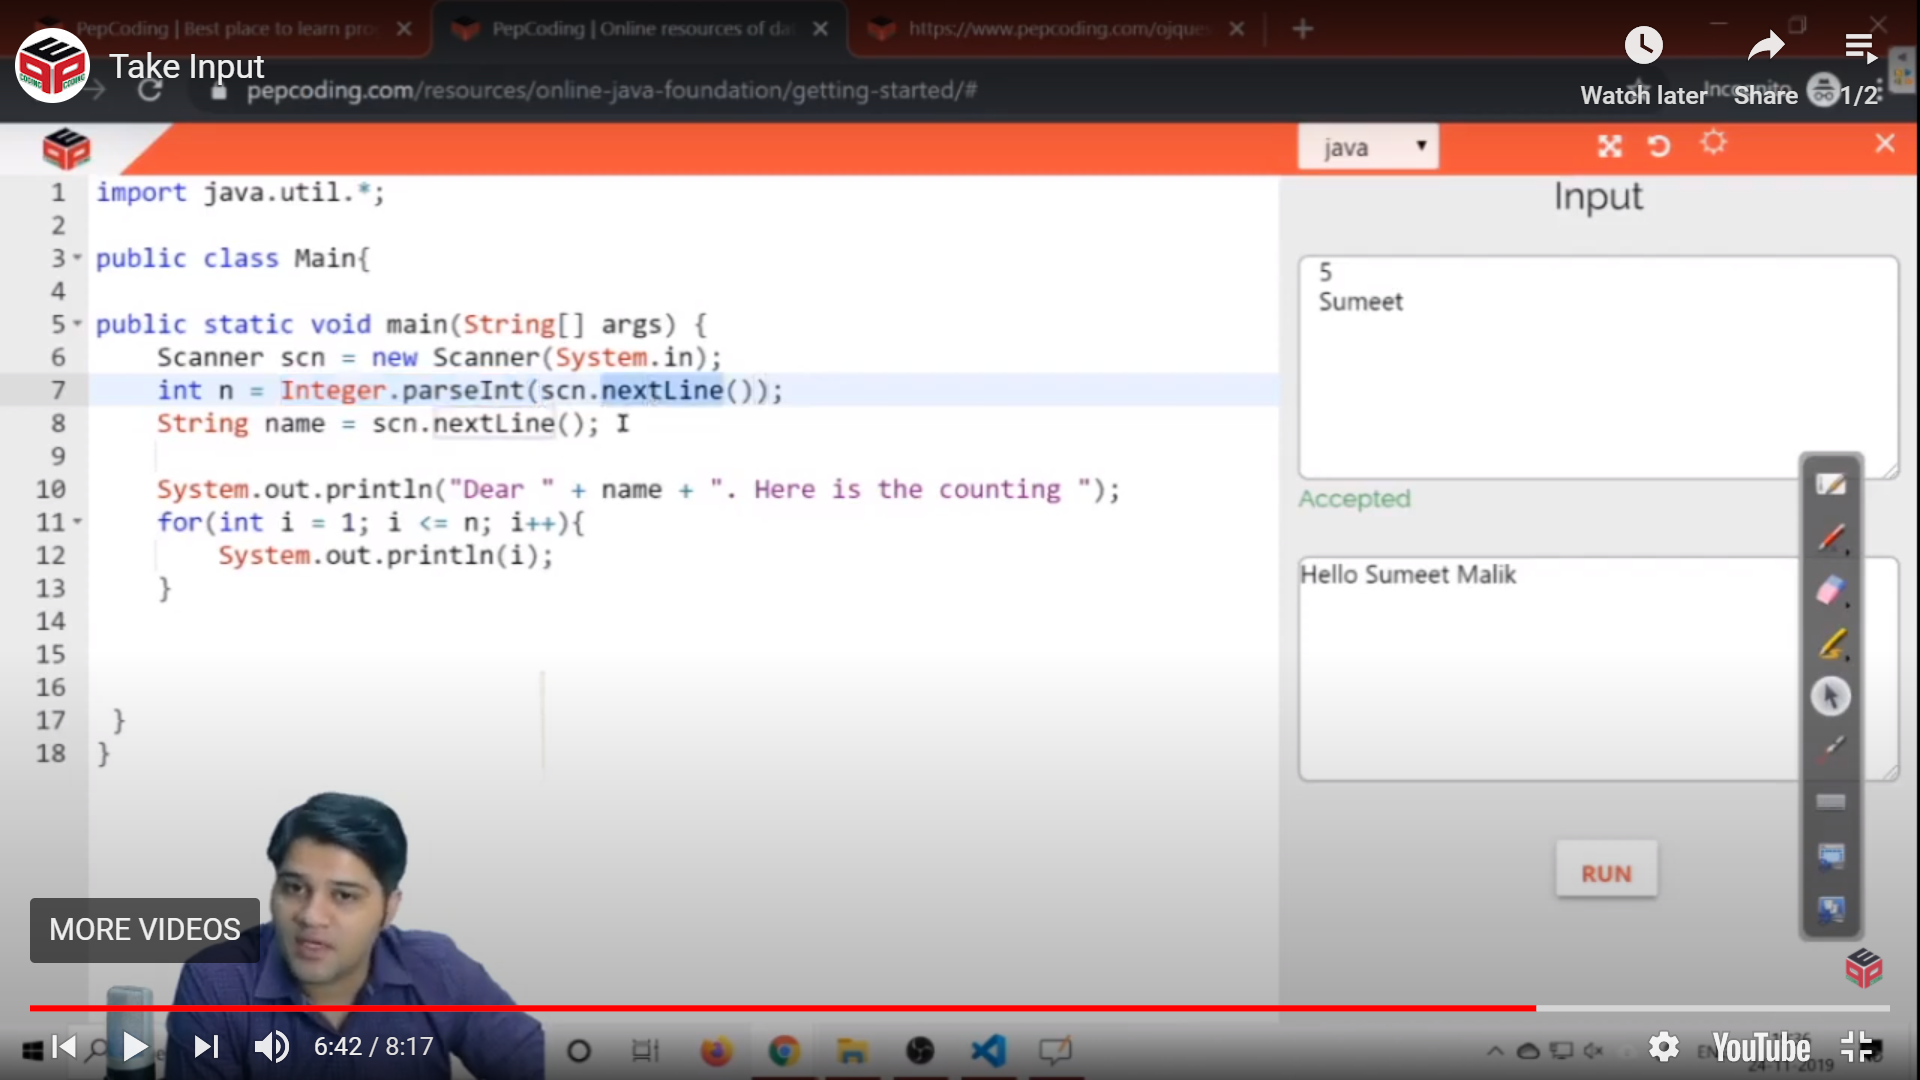 PepCoding | Best place to learn pro
PepCoding | Online resources of da
https://www.pepcoding.com/ojque
Take Input
pepcoding.com/resources/online-java-foundation/getting-started/#
Watch later
Share
1/2
java
1 import java.util.*;
2
3 public class Main{
4
5 public static void main(String[] args) {
6 Scanner scn = new Scanner(System.in);
7 int n = Integer.parseInt(scn.nextLine());
8 String name = scn.nextLine();
9
10 System.out.println("Dear " + name + ". Here is the counting ");
11 for(int i = 1; i <= n; i++){
12 System.out.println(i);
13 }
14
15
16
17 }
18 }
Input
5
Sumeet
Accepted
Hello Sumeet Malik
RUN
MORE VIDEOS
6:42 / 8:17
YouTube
24-11-2019